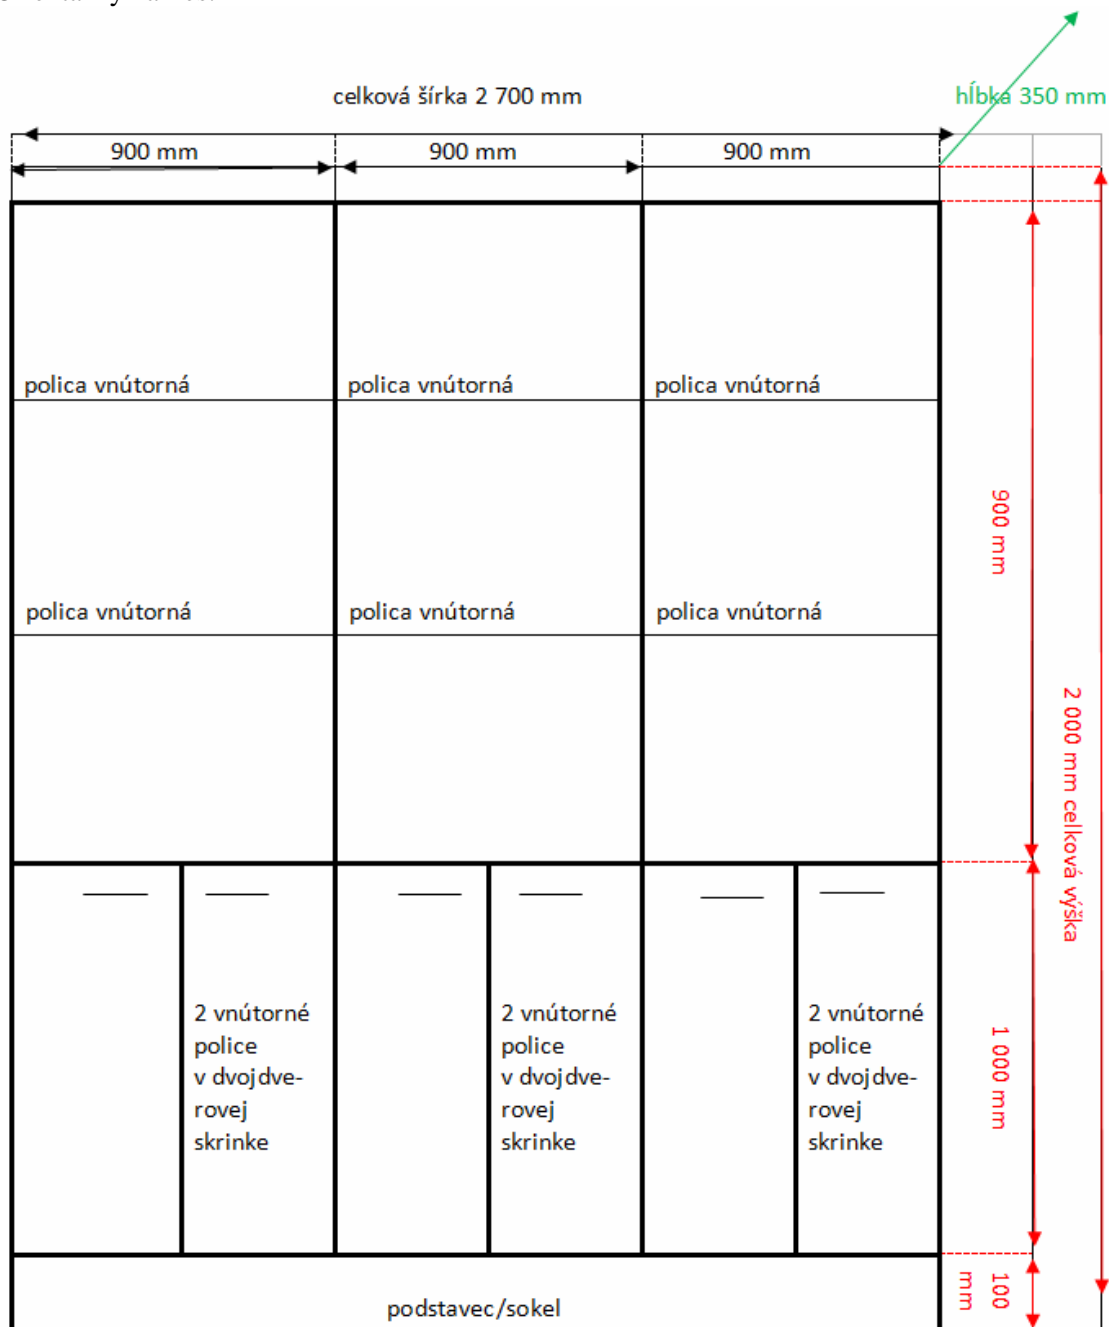 celková šírka 2 700 mm
hĺbka 350 mm
900 mm
900 mm
900 mm
polica vnútorná
polica vnútorná
polica vnútorná
900 mm
polica vnútorná
polica vnútorná
polica vnútorná
2 000 mm celková výška
2 vnútorné
police
v dvojdve-
rovej
skrinke
2 vnútorné
police
v dvojdve-
rovej
skrinke
2 vnútorné
police
v dvojdve-
rovej
skrinke
1 000 mm
100
mm
podstavec/sokel